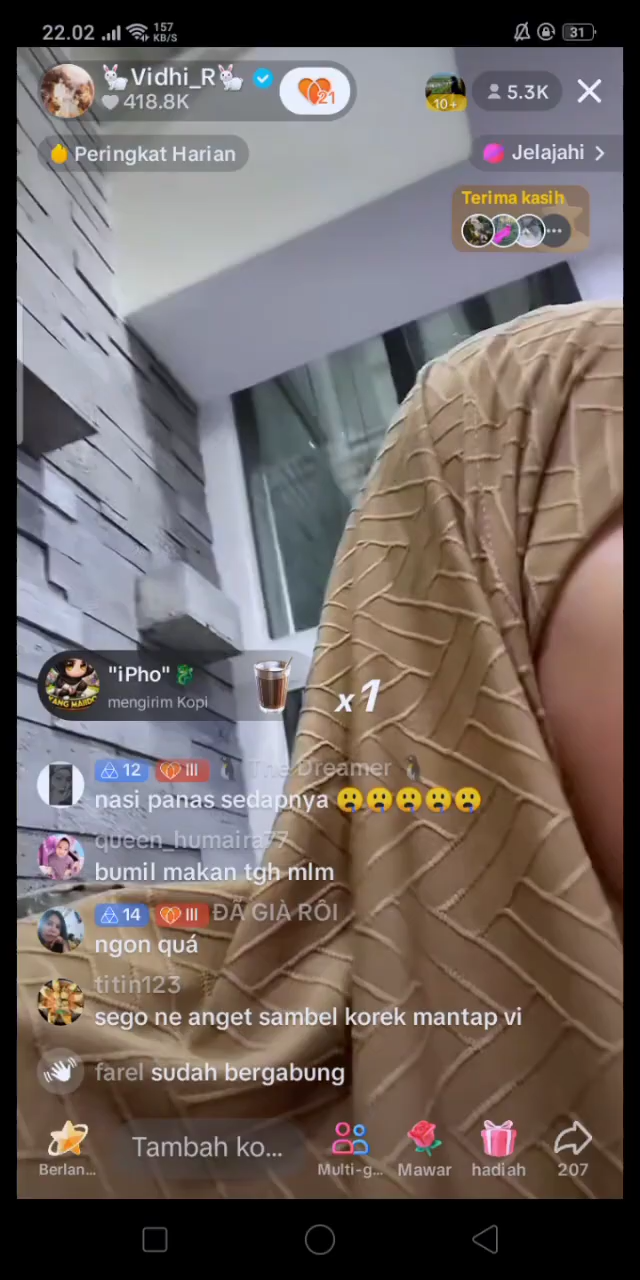 22.02 157 KB/S 31
Vidhi_R 21
418.8K 10+ 5.3K
Peringkat Harian Jelajahi
Terima kasih
"iPho"
mengirim Kopi x1
12 III The Dreamer
nasi panas sedapnya 😮😮😮😮😮
queen_humaira77
bumil makan tgh mlm
14 III ĐÃ GIÀ RỒI
ngon quá
titin123
sego ne anget sambel korek mantap vi
farel sudah bergabung
Tambah ko...
Berlan... Multi-g... Mawar hadiah 207